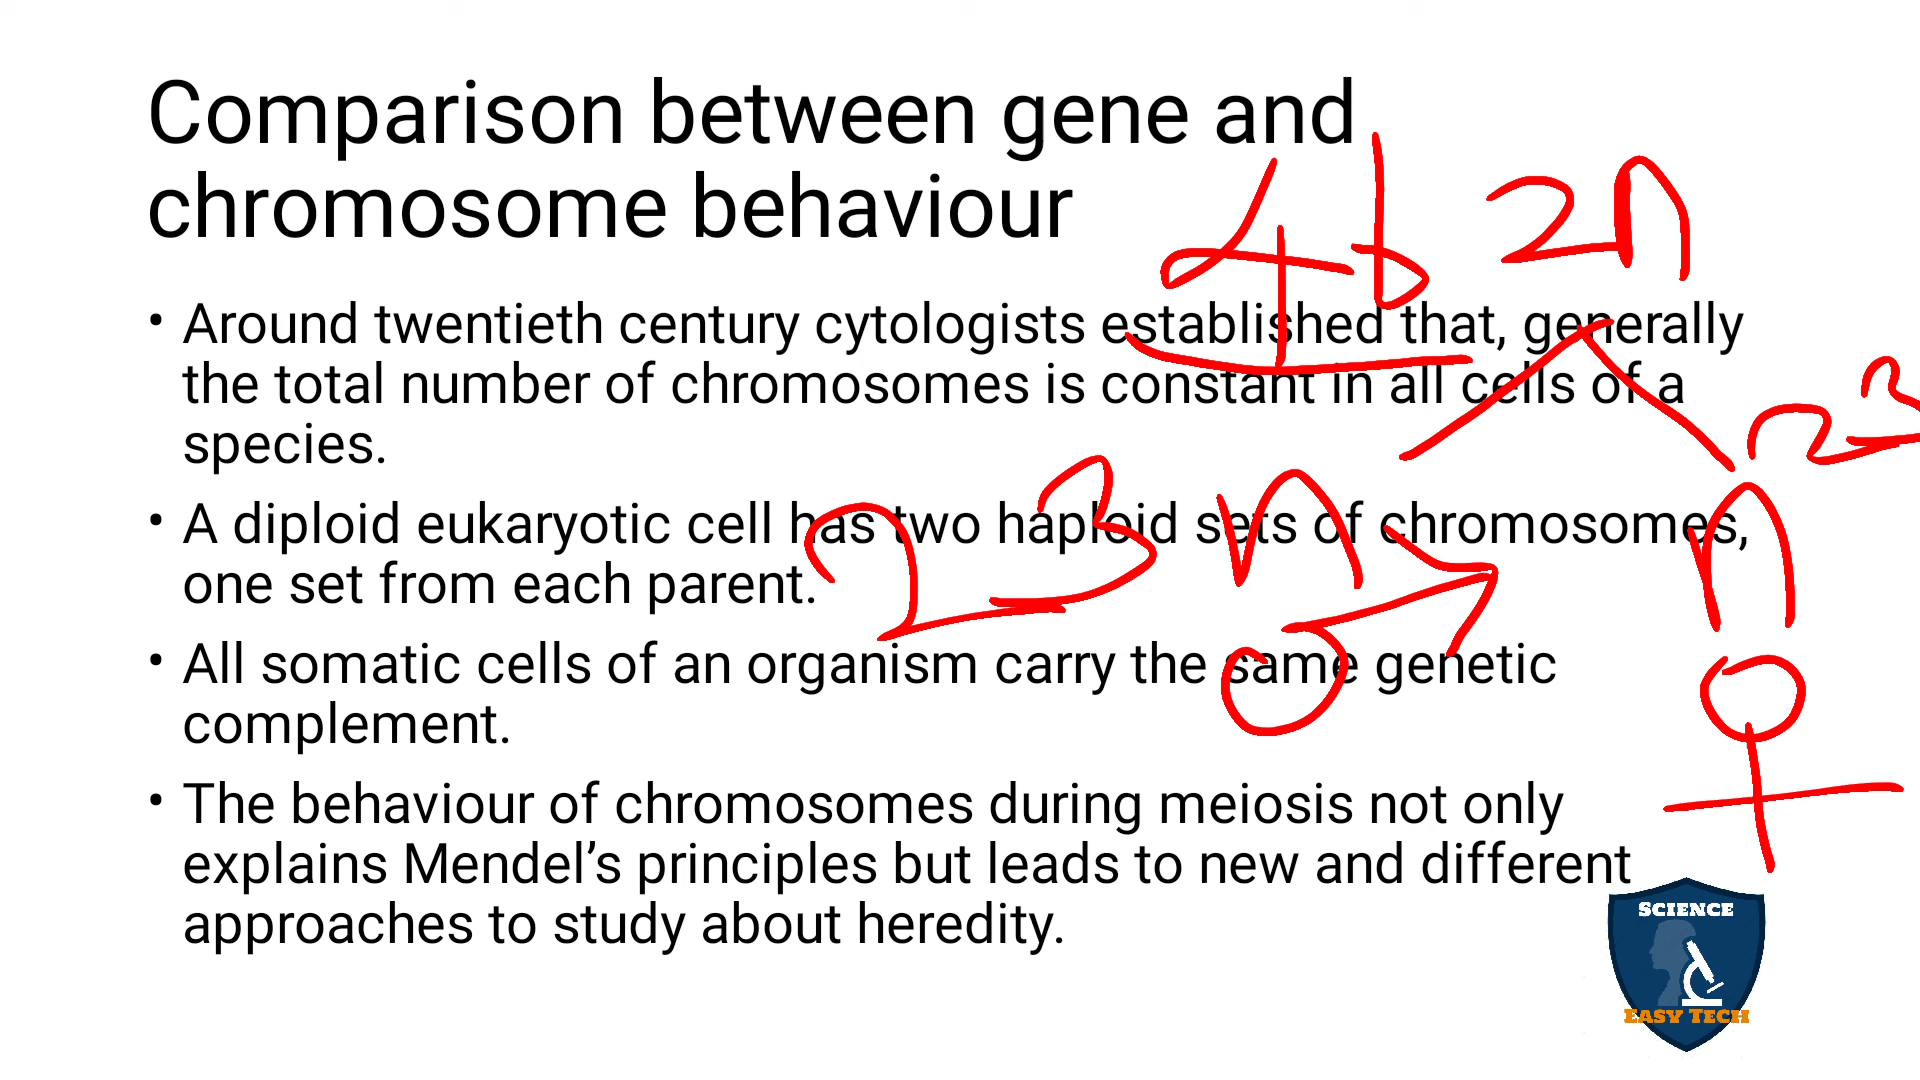 Comparison between gene and
chromosome behaviour
46 2n
• Around twentieth century cytologists established that, generally
the total number of chromosomes is constant in all cells of a
species.
23
• A diploid eukaryotic cell has two haploid sets of chromosomes,
one set from each parent.
23 n n
• All somatic cells of an organism carry the same genetic
complement.
♂ ♀
• The behaviour of chromosomes during meiosis not only
explains Mendel’s principles but leads to new and different
approaches to study about heredity.
SCIENCE
EASY TECH